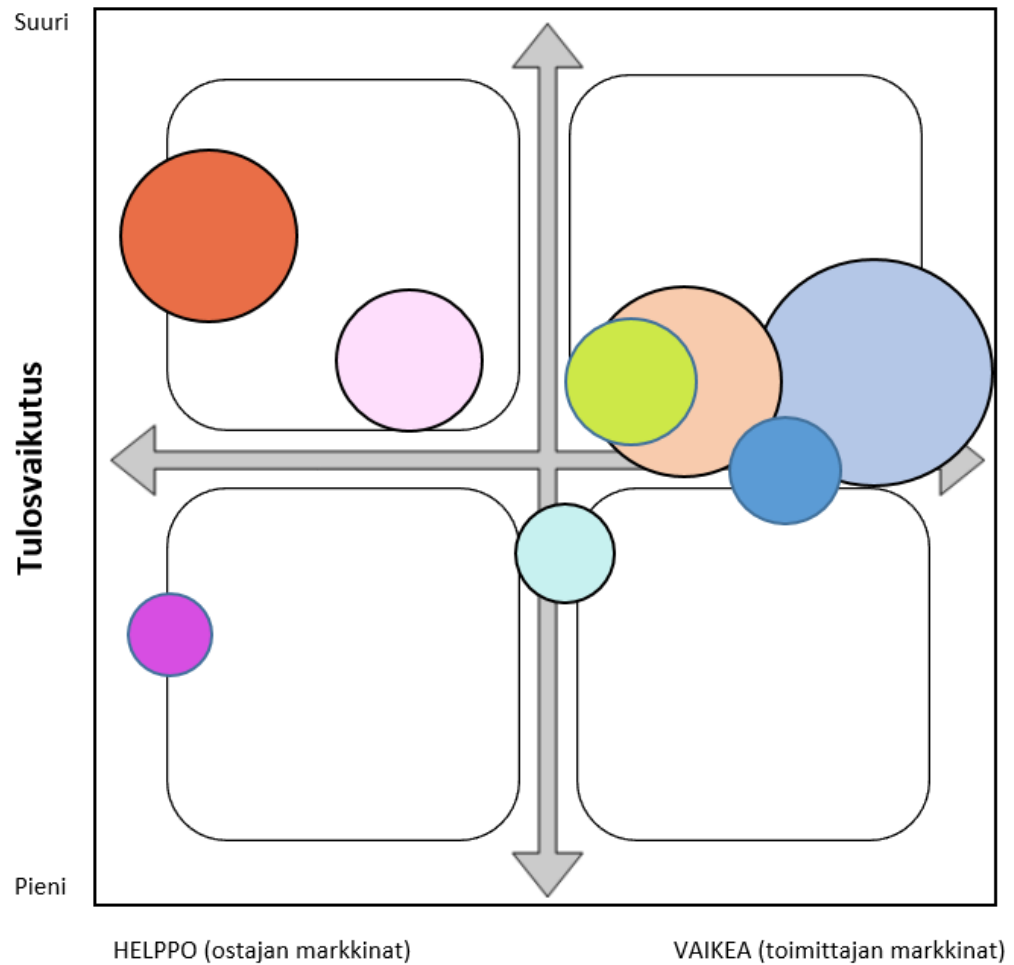 Suuri
Tulosvaikutus
Pieni
HELPPO (ostajan markkinat)
VAIKEA (toimittajan markkinat)